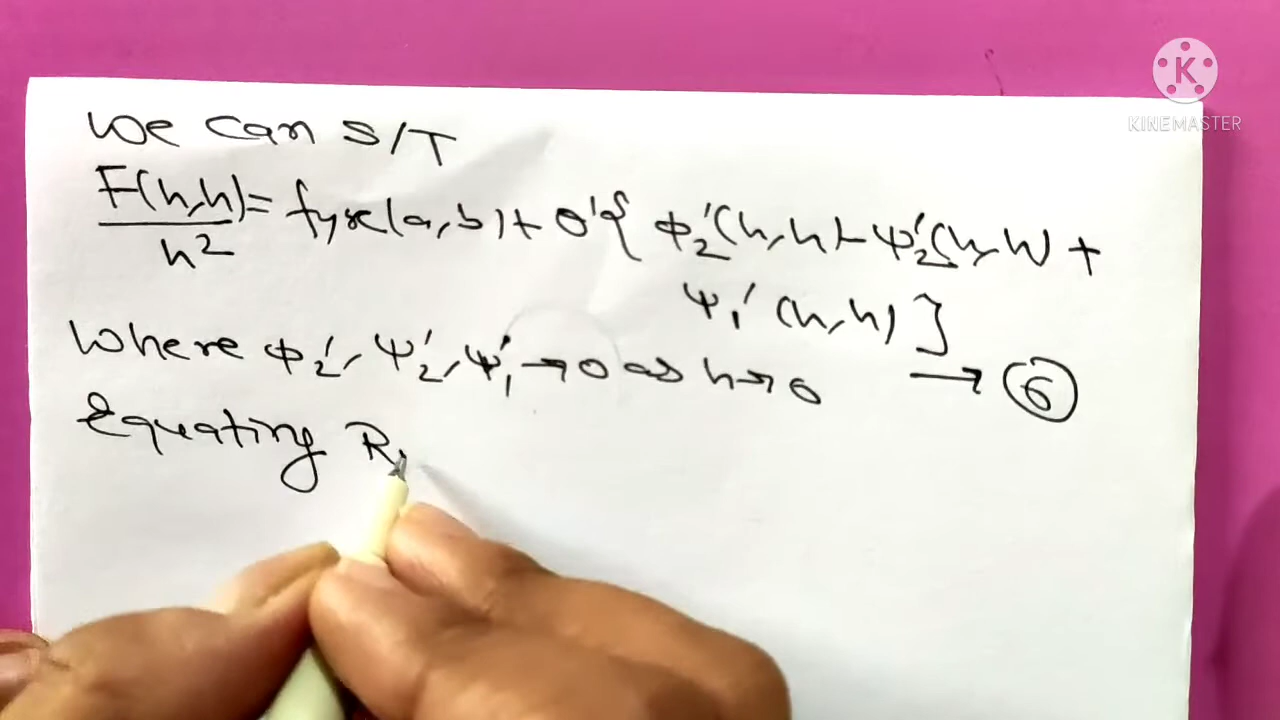 We can S/T
F(h,h)/h² = fyx(a,b) + θ'{ φ₂'(h,h) - ψ₂'(h,h) +
ψ₁'(h,h) }
Where φ₂', ψ₂', ψ₁' → 0 as h → 0
→ ⑥
Equating R
K
KINEMASTER